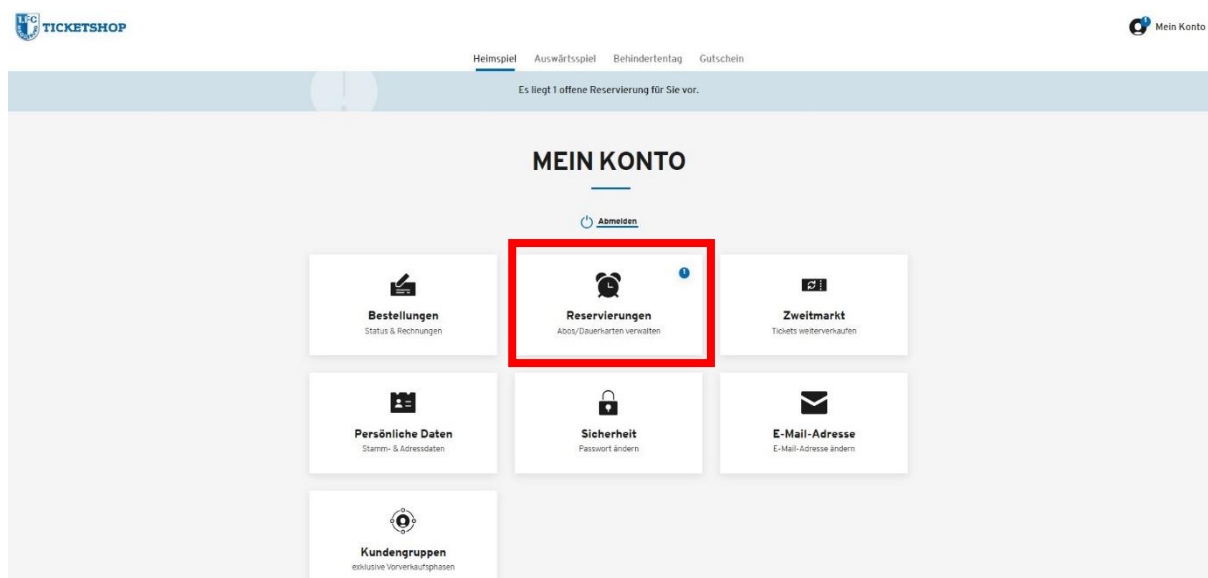 1.FC
TICKETSHOP
Mein Konto
Heimspiel Auswärtsspiel Behindertentag Gutschein
Es liegt 1 offene Reservierung für Sie vor.
MEIN KONTO
Abmelden
Bestellungen
Status & Rechnungen
Reservierungen
Abos/Dauerkarten verwalten
Zweitmarkt
Tickets weiterverkaufen
Persönliche Daten
Stamm- & Adressdaten
Sicherheit
Passwort ändern
E-Mail-Adresse
E-Mail-Adresse ändern
Kundengruppen
exklusive Vorverkaufsphasen